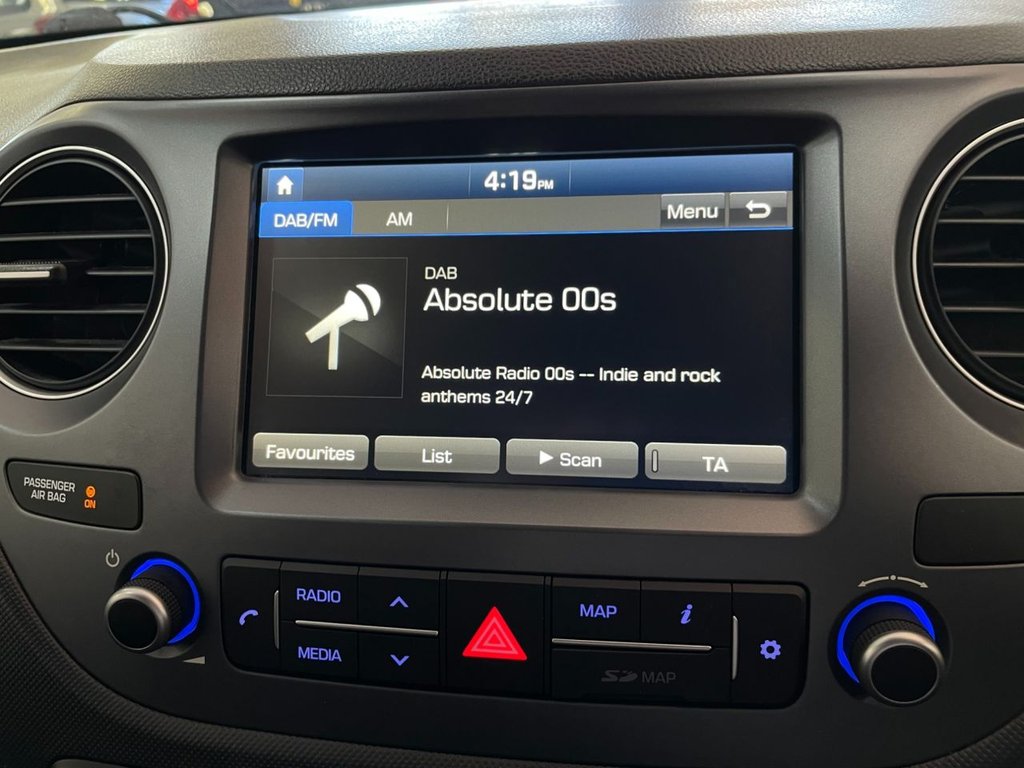 4:19PM
DAB/FM AM Menu
DAB
Absolute 00s
Absolute Radio 00s -- Indie and rock
anthems 24/7
Favourites List Scan TA
PASSENGER
AIR BAG ON
RADIO
MEDIA
MAP i
SD MAP